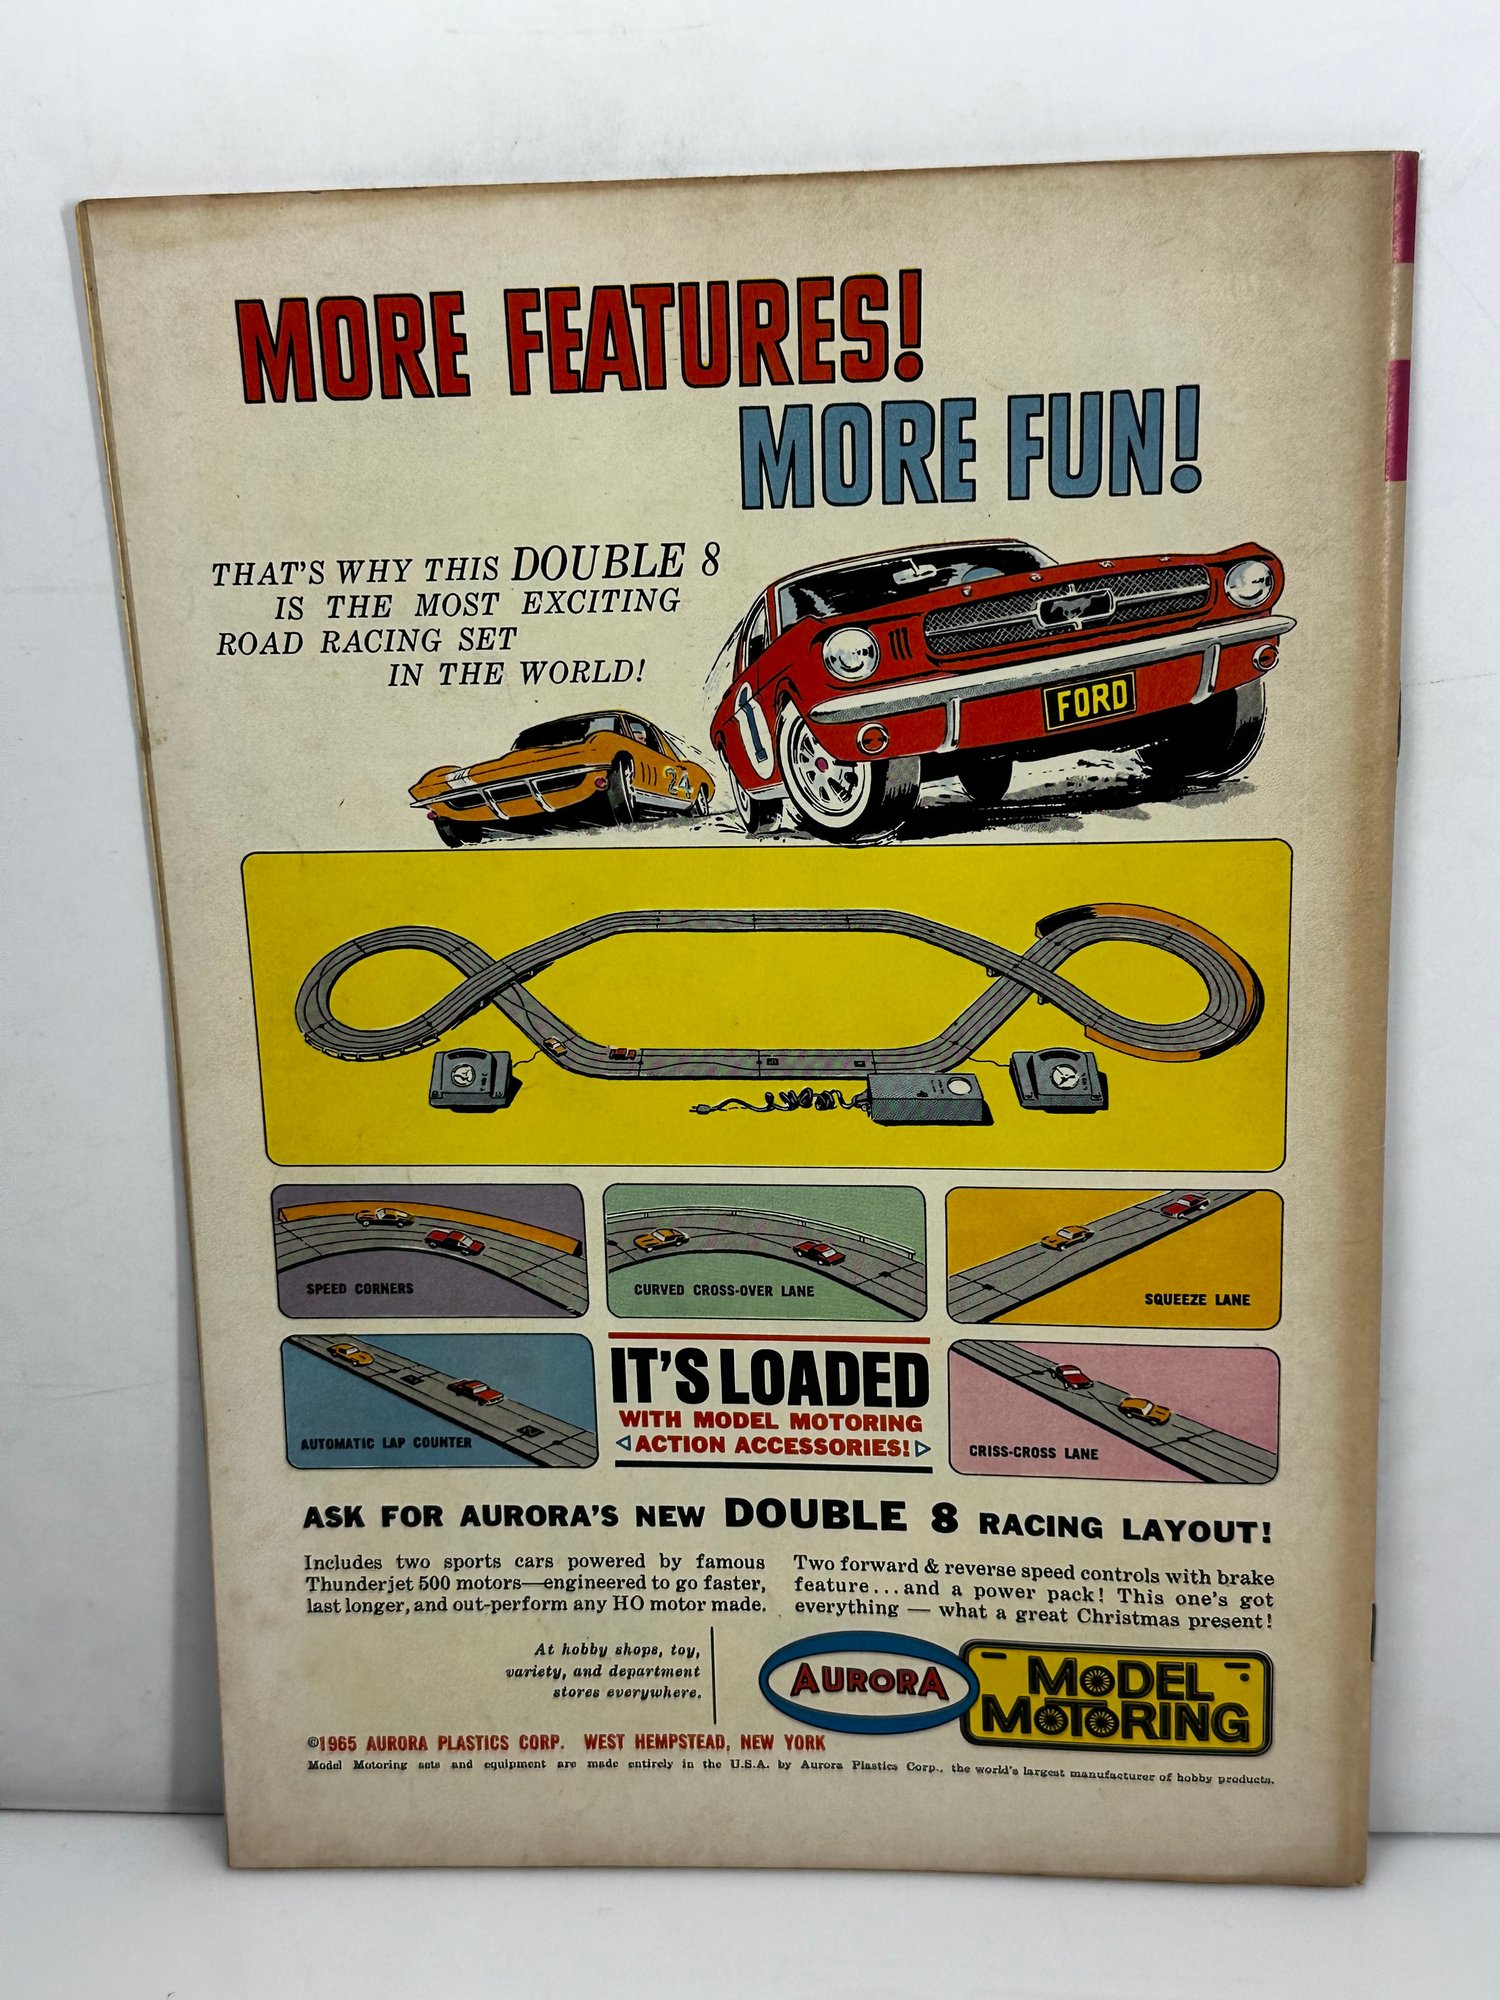 MORE FEATURES!
MORE FUN!
THAT'S WHY THIS DOUBLE 8
IS THE MOST EXCITING
ROAD RACING SET
IN THE WORLD!
FORD
1
24
SPEED CORNERS
CURVED CROSS-OVER LANE
SQUEEZE LANE
AUTOMATIC LAP COUNTER
IT'S LOADED
WITH MODEL MOTORING
ACTION ACCESSORIES!
CRISS-CROSS LANE
ASK FOR AURORA'S NEW DOUBLE 8 RACING LAYOUT!
Includes two sports cars powered by famous
Thunderjet 500 motors—engineered to go faster,
last longer, and out-perform any HO motor made.
Two forward & reverse speed controls with brake
feature...and a power pack! This one's got
everything — what a great Christmas present!
At hobby shops, toy,
variety, and department
stores everywhere.
AURORA
MODEL
MOTORING
©1965 AURORA PLASTICS CORP. WEST HEMPSTEAD, NEW YORK
Model Motoring sets and equipment are made entirely in the U.S.A. by Aurora Plastics Corp., the world's largest manufacturer of hobby products.